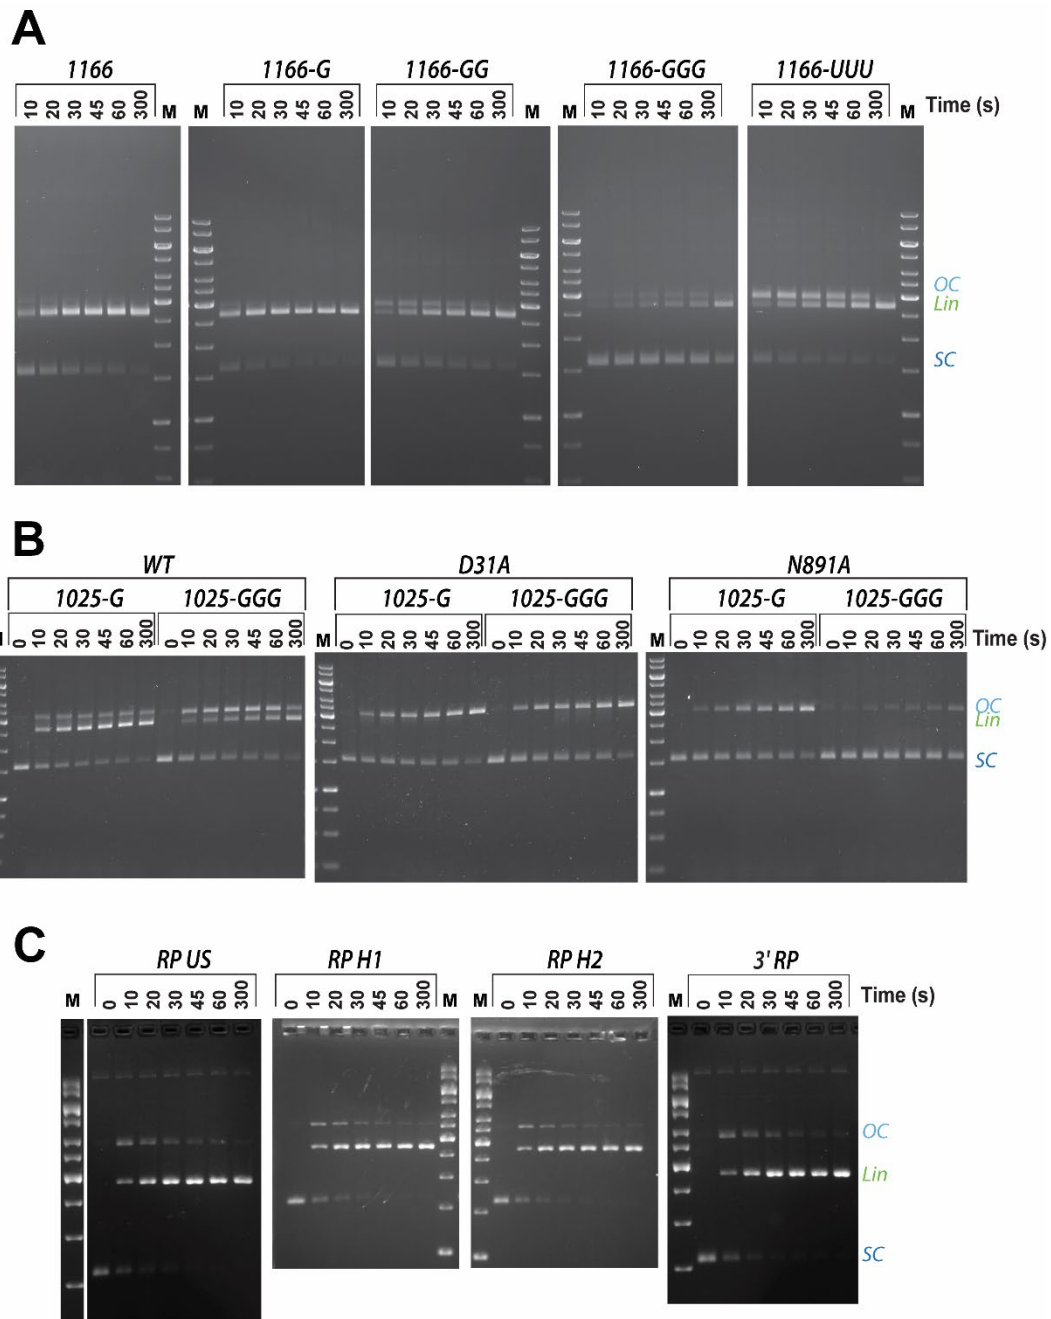 A
1166 1166-G 1166-GG 1166-GGG 1166-UUU
10 20 30 45 60 300 M M 10 20 30 45 60 300 10 20 30 45 60 300 M M 10 20 30 45 60 300 10 20 30 45 60 300 M Time (s)
OC
Lin
SC
B
WT D31A N891A
1025-G 1025-GGG 1025-G 1025-GGG 1025-G 1025-GGG
0 10 20 30 45 60 300 0 10 20 30 45 60 300 M 0 10 20 30 45 60 300 0 10 20 30 45 60 300 M 0 10 20 30 45 60 300 0 10 20 30 45 60 300 Time (s)
OC
Lin
SC
C
RP US RP H1 RP H2 3' RP
M 0 10 20 30 45 60 300 0 10 20 30 45 60 300 M M 0 10 20 30 45 60 300 M 0 10 20 30 45 60 300 Time (s)
OC
Lin
SC